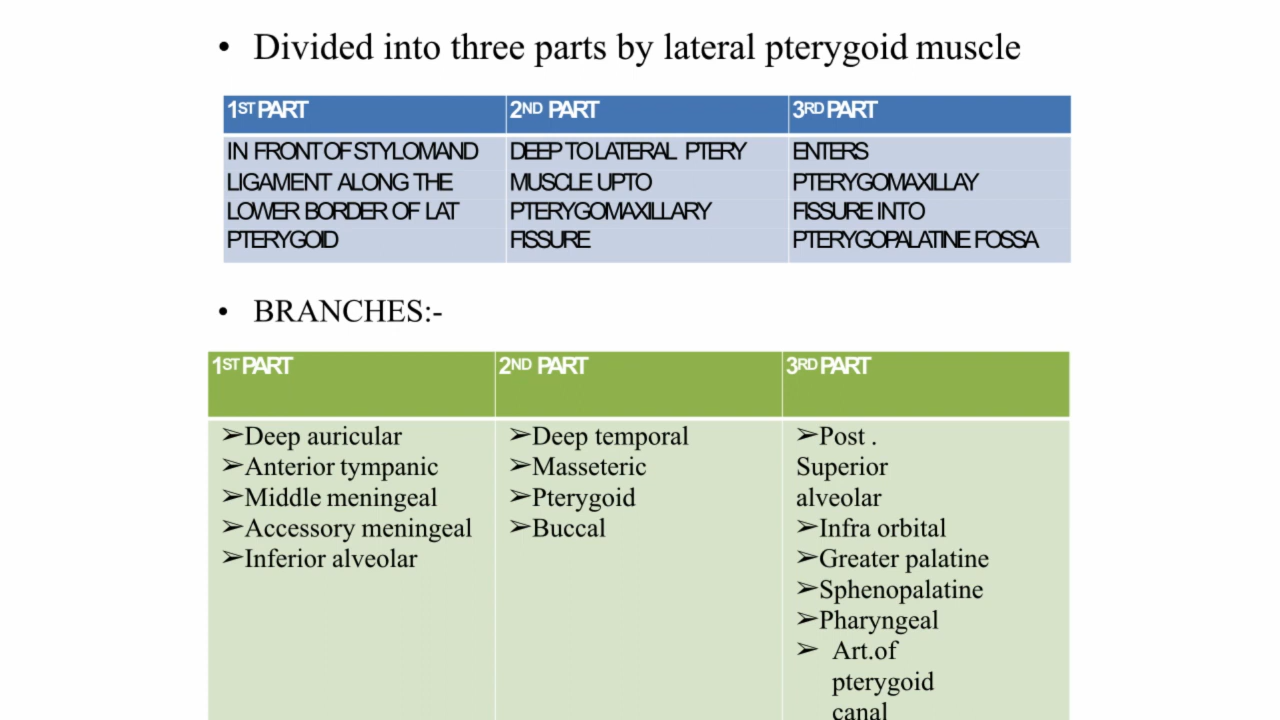 • Divided into three parts by lateral pterygoid muscle
1ST PART 2ND PART 3RD PART
IN FRONT OF STYLOMAND DEEP TO LATERAL PTERY ENTERS
LIGAMENT ALONG THE MUSCLE UPTO PTERYGOMAXILLAY
LOWER BORDER OF LAT PTERYGOMAXILLARY FISSURE INTO
PTERYGOID FISSURE PTERYGOPALATINE FOSSA
• BRANCHES:-
1ST PART 2ND PART 3RD PART
➢Deep auricular ➢Deep temporal ➢Post .
➢Anterior tympanic ➢Masseteric Superior
➢Middle meningeal ➢Pterygoid alveolar
➢Accessory meningeal ➢Buccal ➢Infra orbital
➢Inferior alveolar ➢Greater palatine
➢Sphenopalatine
➢Pharyngeal
➢ Art.of
pterygoid
canal